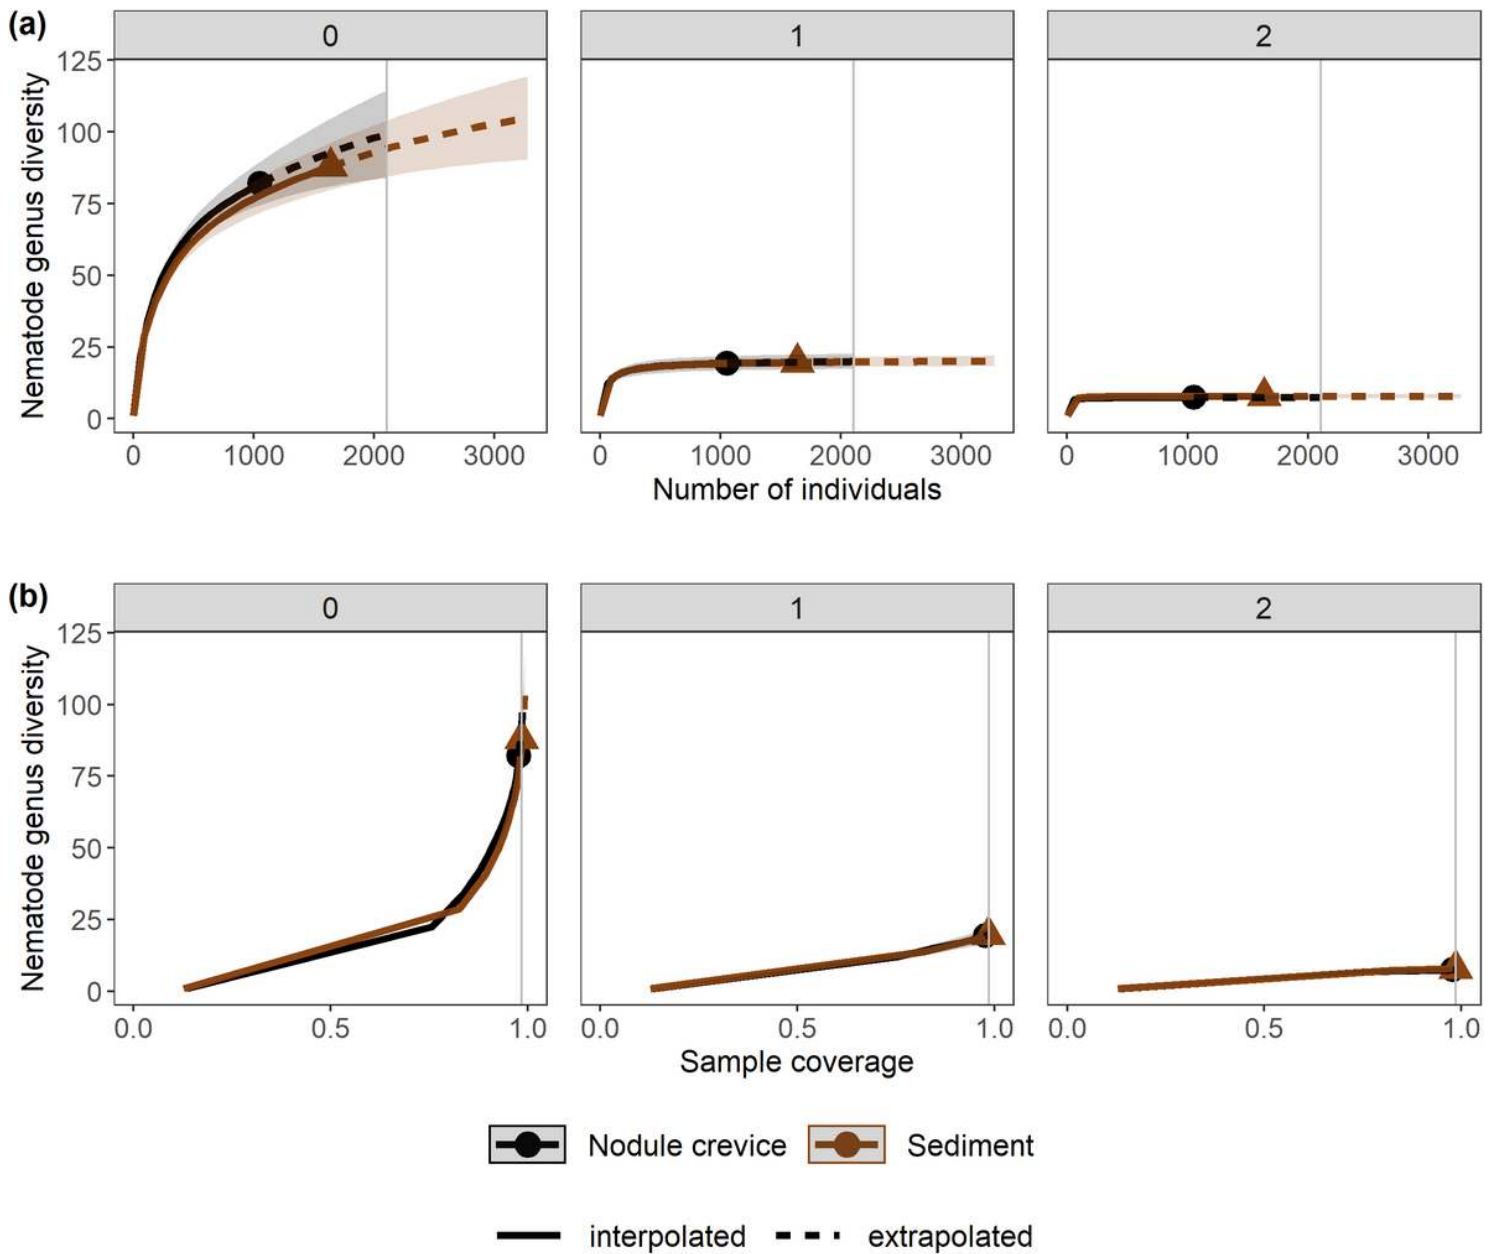 (a)
0 1 2
Nematode genus diversity
125
100
75
50
25
0
0 1000 2000 3000 0 1000 2000 3000 0 1000 2000 3000
Number of individuals
(b)
0 1 2
Nematode genus diversity
125
100
75
50
25
0
0.0 0.5 1.0 0.0 0.5 1.0 0.0 0.5 1.0
Sample coverage
Nodule crevice Sediment
interpolated extrapolated